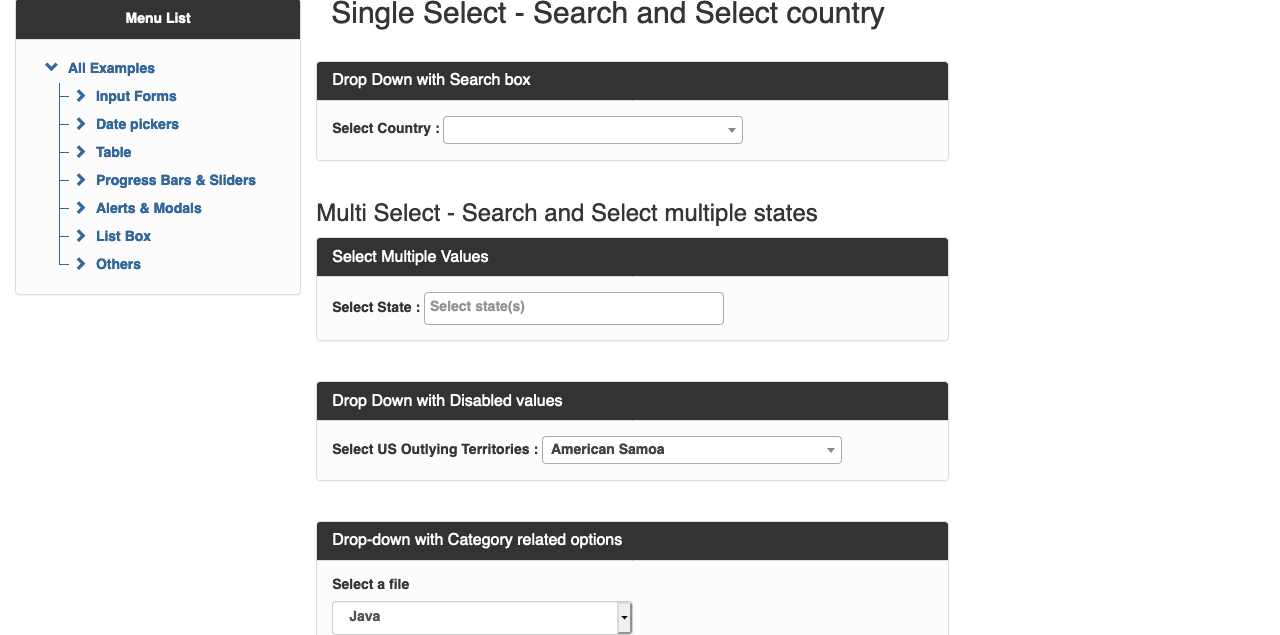 Menu List
All Examples
Input Forms
Date pickers
Table
Progress Bars & Sliders
Alerts & Modals
List Box
Others
Single Select - Search and Select country
Drop Down with Search box
Select Country :
Multi Select - Search and Select multiple states
Select Multiple Values
Select State : Select state(s)
Drop Down with Disabled values
Select US Outlying Territories : American Samoa
Drop-down with Category related options
Select a file
Java